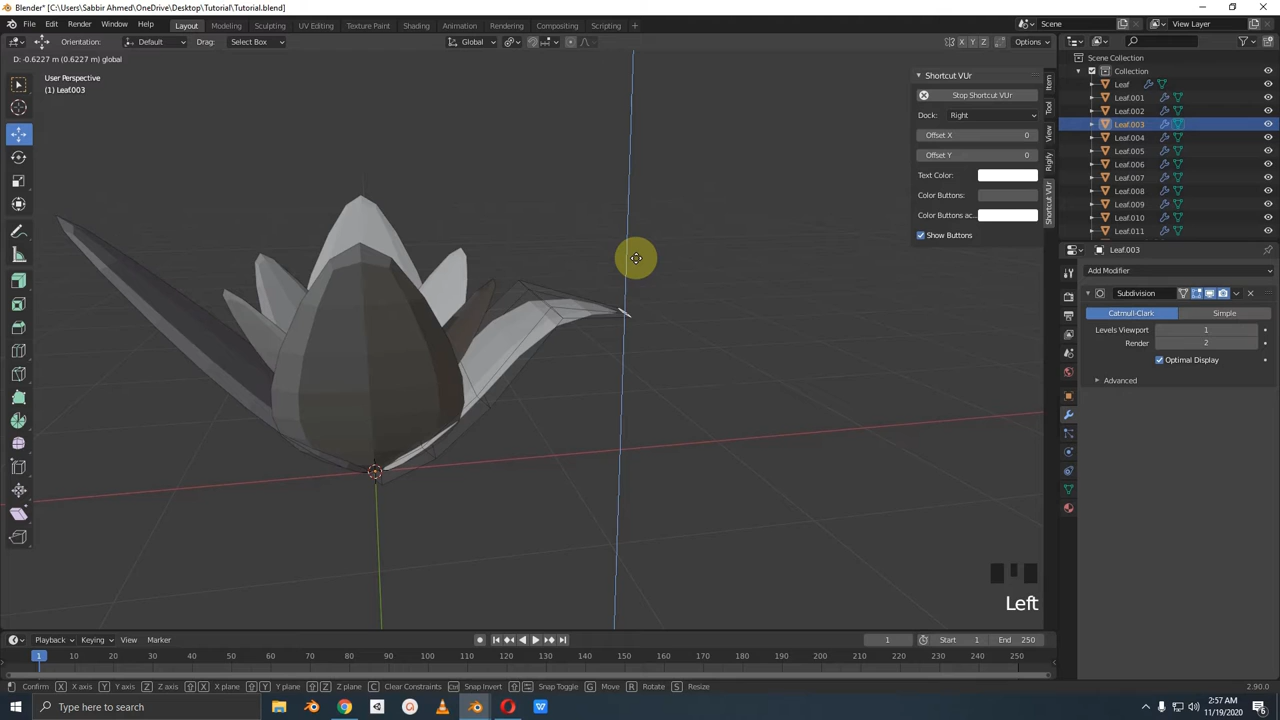 Blender* [C:\Users\Sabbir Ahmed\OneDrive\Desktop\Tutorial\Tutorial.blend]
File Edit Render Window Help Layout Modeling Sculpting UV Editing Texture Paint Shading Animation Rendering Compositing Scripting + Scene View Layer
Orientation: Default Drag: Select Box Global X Y Z Options
D: -0.6227 m (0.6227 m) global
User Perspective
(1) Leaf.003
Shortcut VUr
Stop Shortcut VUr
Dock: Right
Offset X 0
Offset Y 0
Text Color:
Color Buttons:
Color Buttons ac...
Show Buttons
Item
Tool
View
Rigify
Shortcut VUr
Scene Collection
Collection
Leaf
Leaf.001
Leaf.002
Leaf.003
Leaf.004
Leaf.005
Leaf.006
Leaf.007
Leaf.008
Leaf.009
Leaf.010
Leaf.011
Leaf.003
Add Modifier
Subdivision
Catmull-Clark Simple
Levels Viewport 1
Render 2
Optimal Display
Advanced
Left
Playback Keying View Marker 1 Start 1 End 250
1 10 20 30 40 50 60 70 80 90 100 110 120 130 140 150 160 170 180 190 200 210 220 230 240 250
Confirm X X axis Y Y axis Z Z axis X X plane Y Y plane Z Z plane C Clear Constraints Ctrl Snap Invert Snap Toggle G Move R Rotate S Resize 2.90.0
Type here to search
2:57 AM
11/19/2020
6